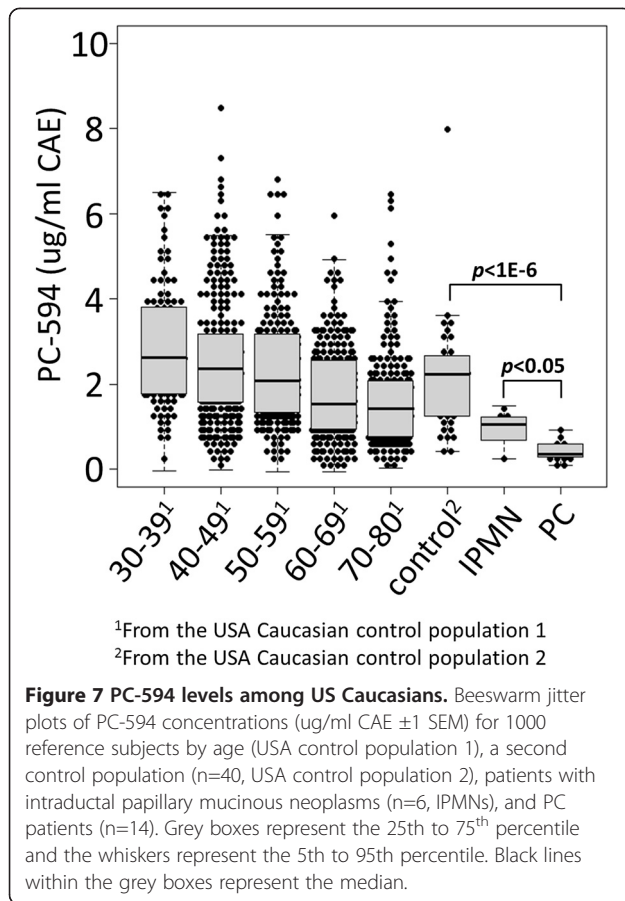 10
8
6
4
2
0
PC-594 (ug/ml CAE)
p<1E-6
p<0.05
30-39¹
40-49¹
50-59¹
60-69¹
70-80¹
control²
IPMN
PC
¹From the USA Caucasian control population 1
²From the USA Caucasian control population 2
Figure 7 PC-594 levels among US Caucasians. Beeswarm jitter
plots of PC-594 concentrations (ug/ml CAE ±1 SEM) for 1000
reference subjects by age (USA control population 1), a second
control population (n=40, USA control population 2), patients with
intraductal papillary mucinous neoplasms (n=6, IPMNs), and PC
patients (n=14). Grey boxes represent the 25th to 75ᵗʰ percentile
and the whiskers represent the 5th to 95th percentile. Black lines
within the grey boxes represent the median.